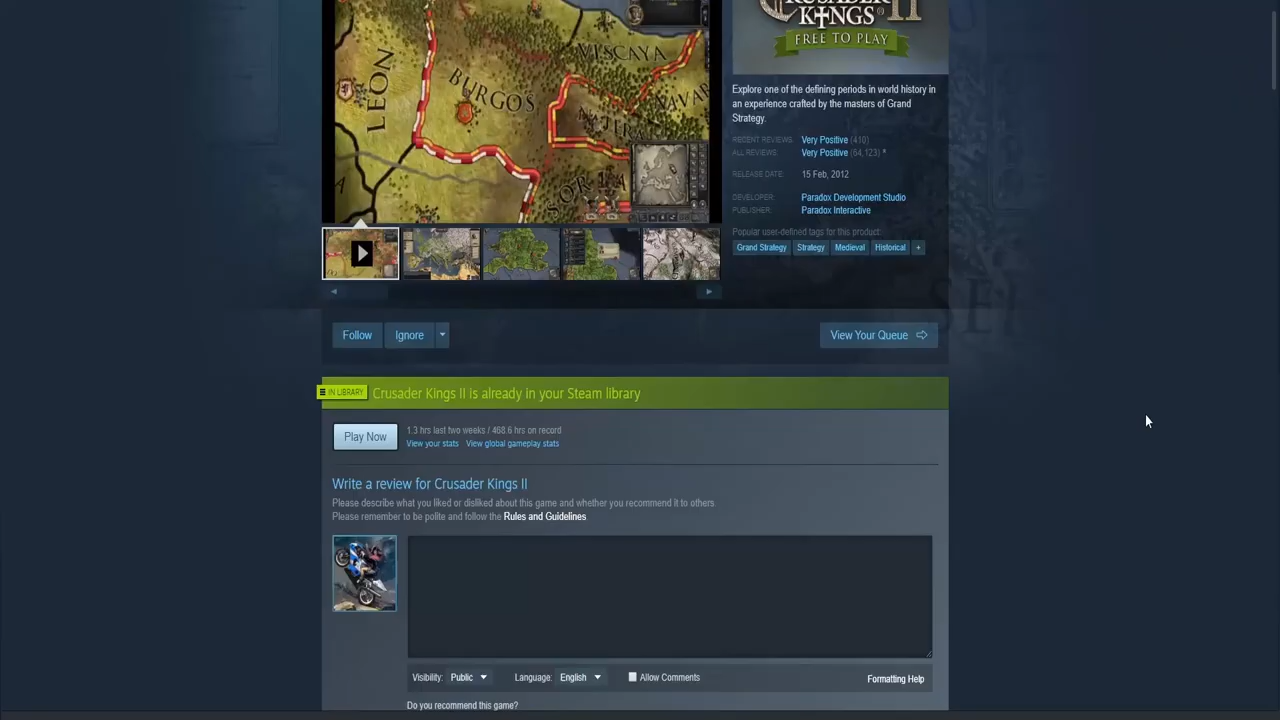 CRUSADER
KINGS II
FREE TO PLAY
VISCAYA
LEON
BURGOS
Explore one of the defining periods in world history in
an experience crafted by the masters of Grand
Strategy.
RECENT REVIEWS: Very Positive (410)
ALL REVIEWS: Very Positive (64,123) *
RELEASE DATE: 15 Feb, 2012
DEVELOPER: Paradox Development Studio
PUBLISHER: Paradox Interactive
Popular user-defined tags for this product:
Grand Strategy Strategy Medieval Historical +
Follow Ignore View Your Queue
IN LIBRARY Crusader Kings II is already in your Steam library
Play Now 1.3 hrs last two weeks / 468.6 hrs on record
View your stats View global gameplay stats
Write a review for Crusader Kings II
Please describe what you liked or disliked about this game and whether you recommend it to others.
Please remember to be polite and follow the Rules and Guidelines.
Visibility: Public Language: English Allow Comments Formatting Help
Do you recommend this game?